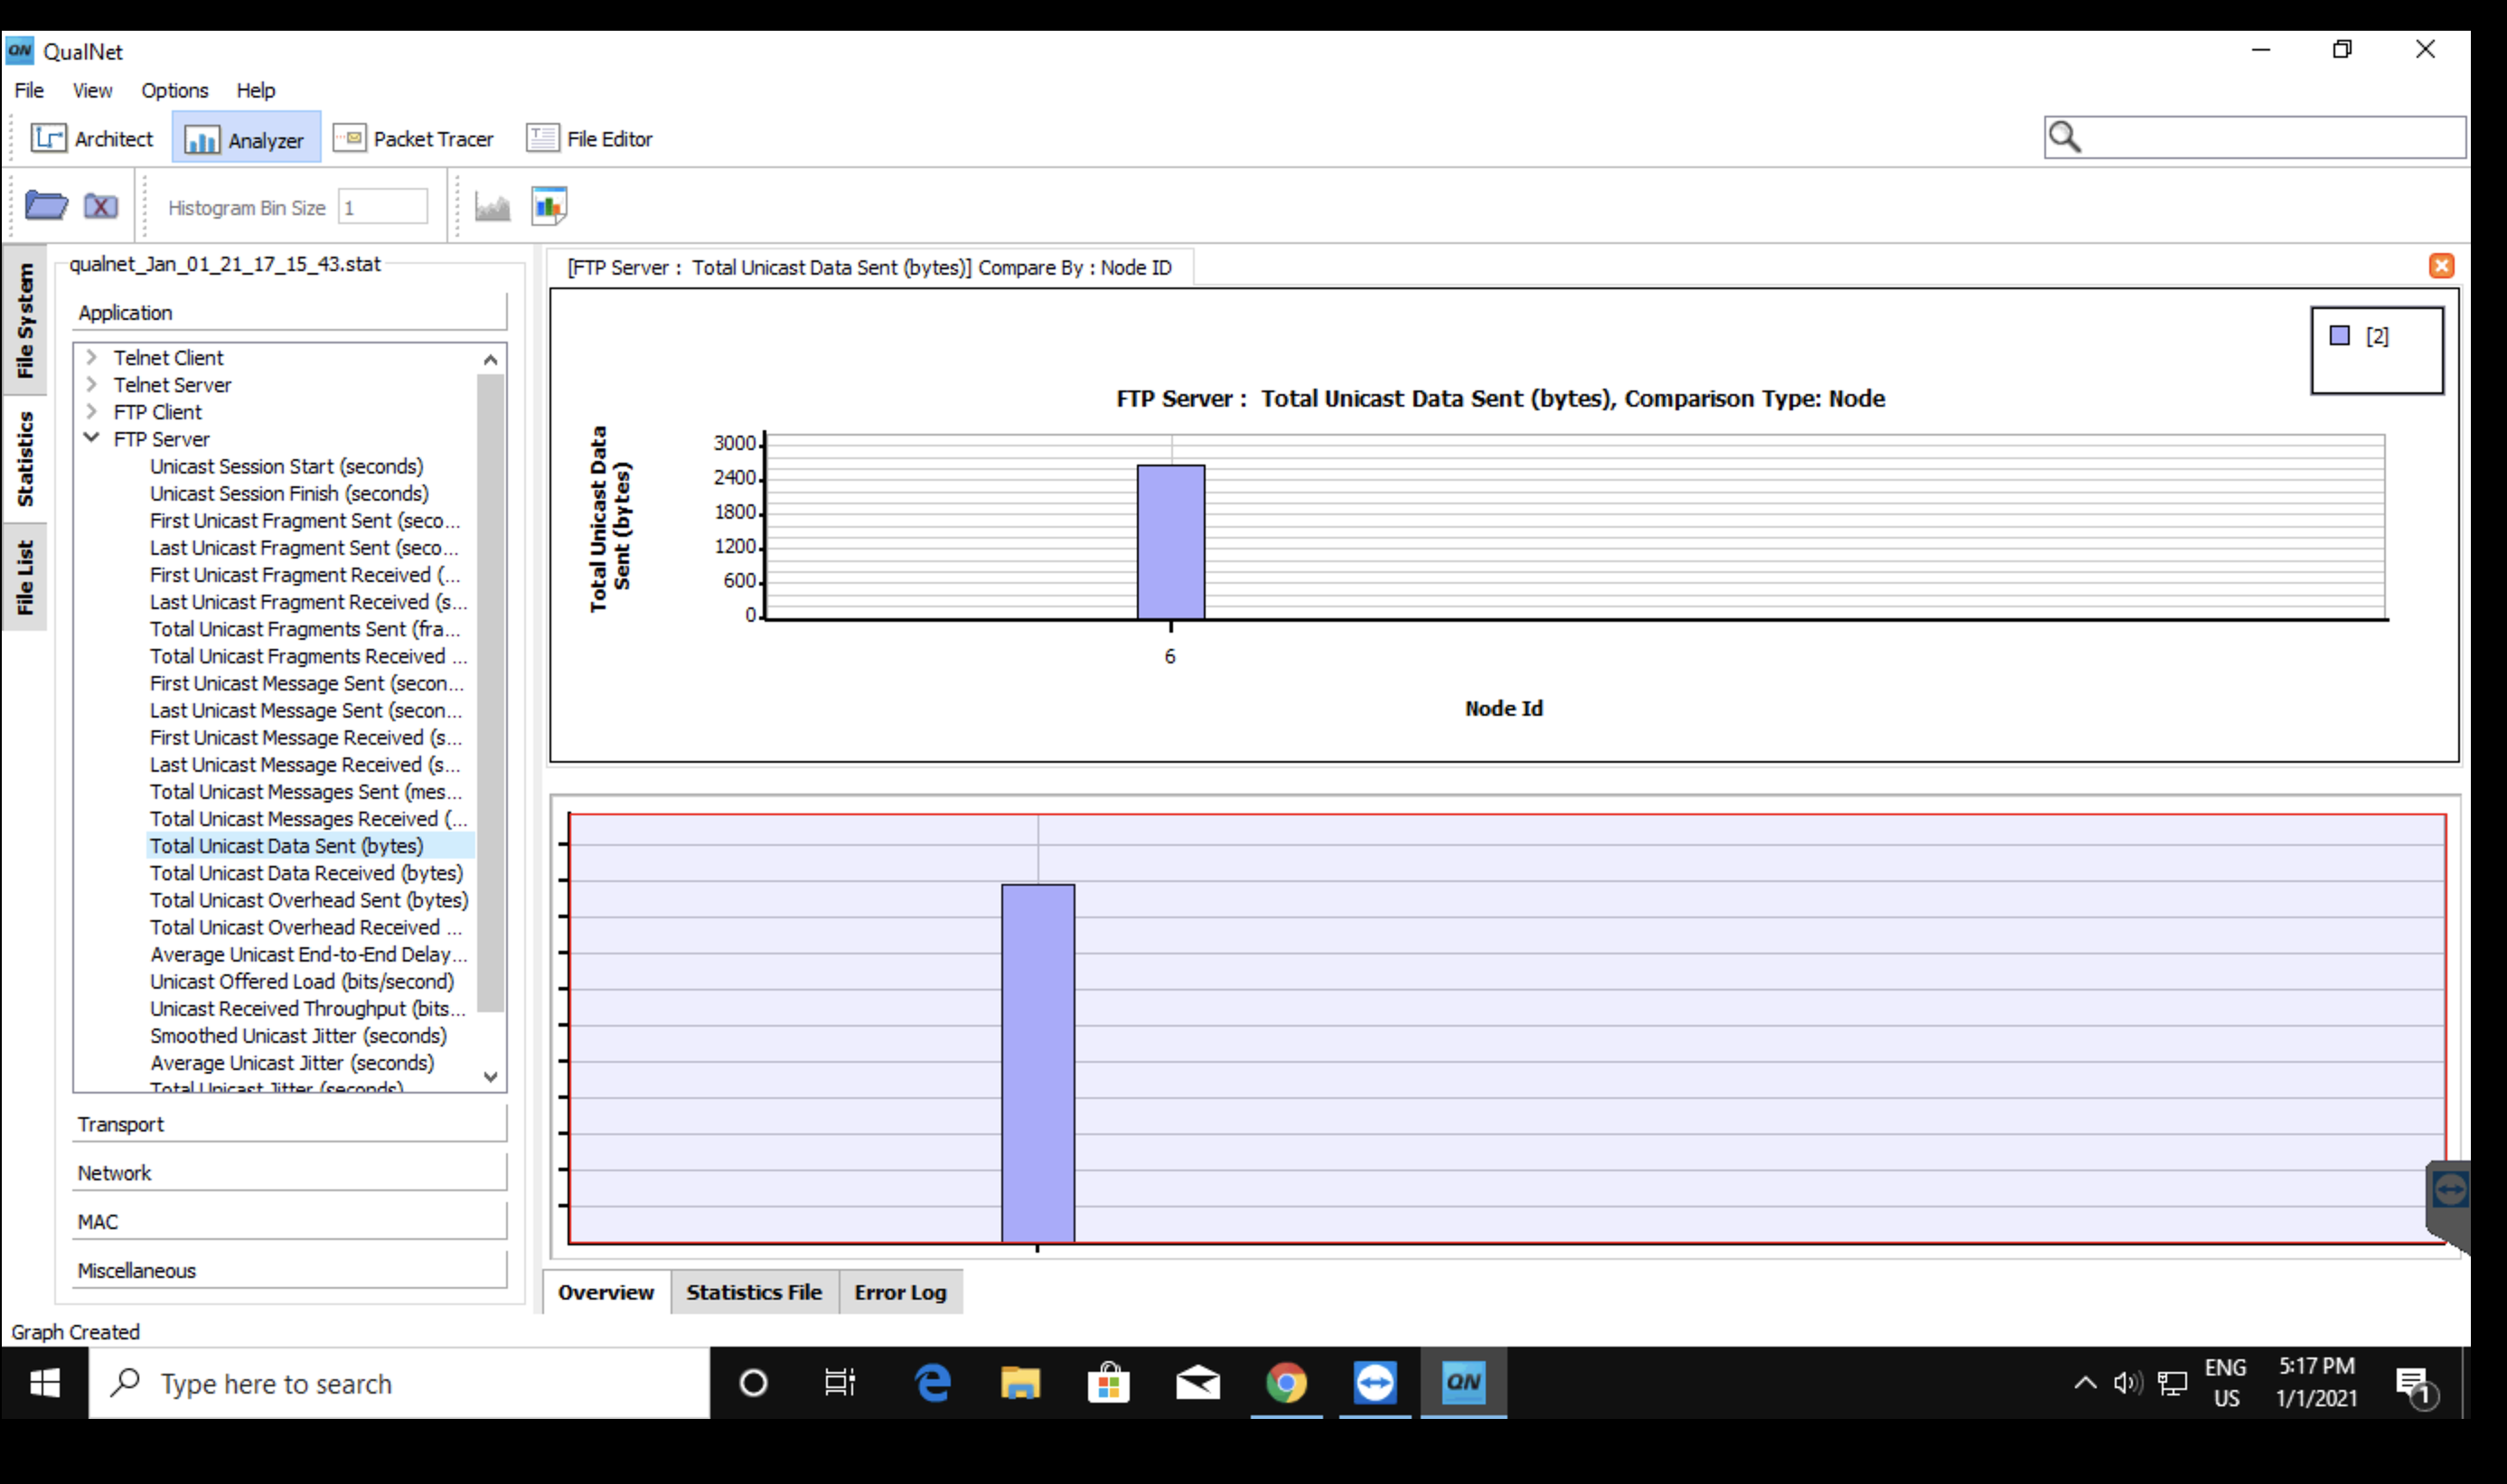 QN QualNet
File View Options Help
Architect Analyzer Packet Tracer File Editor
Histogram Bin Size 1
File System
Statistics
File List
qualnet_Jan_01_21_17_15_43.stat
Application
Telnet Client
Telnet Server
FTP Client
FTP Server
Unicast Session Start (seconds)
Unicast Session Finish (seconds)
First Unicast Fragment Sent (seco...
Last Unicast Fragment Sent (seco...
First Unicast Fragment Received (...
Last Unicast Fragment Received (s...
Total Unicast Fragments Sent (fra...
Total Unicast Fragments Received ...
First Unicast Message Sent (secon...
Last Unicast Message Sent (secon...
First Unicast Message Received (s...
Last Unicast Message Received (s...
Total Unicast Messages Sent (mes...
Total Unicast Messages Received (...
Total Unicast Data Sent (bytes)
Total Unicast Data Received (bytes)
Total Unicast Overhead Sent (bytes)
Total Unicast Overhead Received ...
Average Unicast End-to-End Delay...
Unicast Offered Load (bits/second)
Unicast Received Throughput (bits...
Smoothed Unicast Jitter (seconds)
Average Unicast Jitter (seconds)
Total Unicast Jitter (seconds)
Transport
Network
MAC
Miscellaneous
[FTP Server : Total Unicast Data Sent (bytes)] Compare By : Node ID
[2]
FTP Server : Total Unicast Data Sent (bytes), Comparison Type: Node
Total Unicast Data
Sent (bytes)
3000
2400
1800
1200
600
0
6
Node Id
Overview Statistics File Error Log
Graph Created
Type here to search
QN
ENG
US
5:17 PM
1/1/2021
1